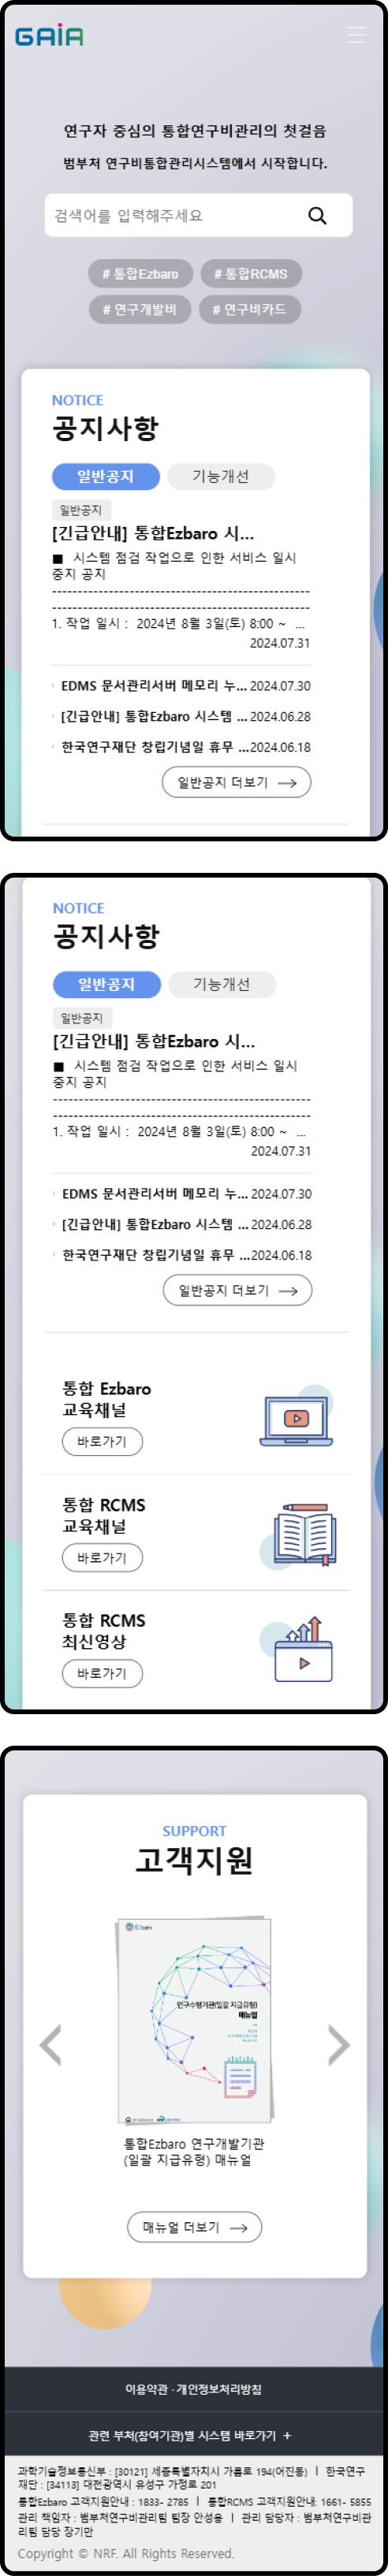 GAIA
연구자 중심의 통합연구비관리의 첫걸음
범부처 연구비통합관리시스템에서 시작합니다.
검색어를 입력해주세요
# 통합Ezbaro
# 통합RCMS
# 연구개발비
# 연구비카드
NOTICE
공지사항
일반공지
기능개선
일반공지
[긴급안내] 통합Ezbaro 시...
■ 시스템 점검 작업으로 인한 서비스 일시
중지 공지
--------------------------------------------------
--------------------------------------------------
1. 작업 일시 : 2024년 8월 3일(토) 8:00 ~ ...
2024.07.31
EDMS 문서관리서버 메모리 누... 2024.07.30
[긴급안내] 통합Ezbaro 시스템 ... 2024.06.28
한국연구재단 창립기념일 휴무 ... 2024.06.18
일반공지 더보기 →
NOTICE
공지사항
일반공지
기능개선
일반공지
[긴급안내] 통합Ezbaro 시...
■ 시스템 점검 작업으로 인한 서비스 일시
중지 공지
--------------------------------------------------
--------------------------------------------------
1. 작업 일시 : 2024년 8월 3일(토) 8:00 ~ ...
2024.07.31
EDMS 문서관리서버 메모리 누... 2024.07.30
[긴급안내] 통합Ezbaro 시스템 ... 2024.06.28
한국연구재단 창립기념일 휴무 ... 2024.06.18
일반공지 더보기 →
통합 Ezbaro
교육채널
바로가기
통합 RCMS
교육채널
바로가기
통합 RCMS
최신영상
바로가기
SUPPORT
고객지원
Ezbaro
연구수행기관(일괄 지급유형)
매뉴얼
통합Ezbaro 연구개발기관
(일괄 지급유형) 매뉴얼
매뉴얼 더보기 →
이용약관 · 개인정보처리방침
관련 부처(참여기관)별 시스템 바로가기 +
과학기술정보통신부 : [30121] 세종특별자치시 가름로 194(어진동) ㅣ 한국연구
재단 : [34113] 대전광역시 유성구 가정로 201
통합Ezbaro 고객지원안내 : 1833- 2785 ㅣ 통합RCMS 고객지원안내: 1661- 5855
관리 책임자 : 범부처연구비관리팀 팀장 안성용 ㅣ 관리 담당자 : 범부처연구비관
리팀 담당 장기만
Copyright © NRF. All Rights Reserved.